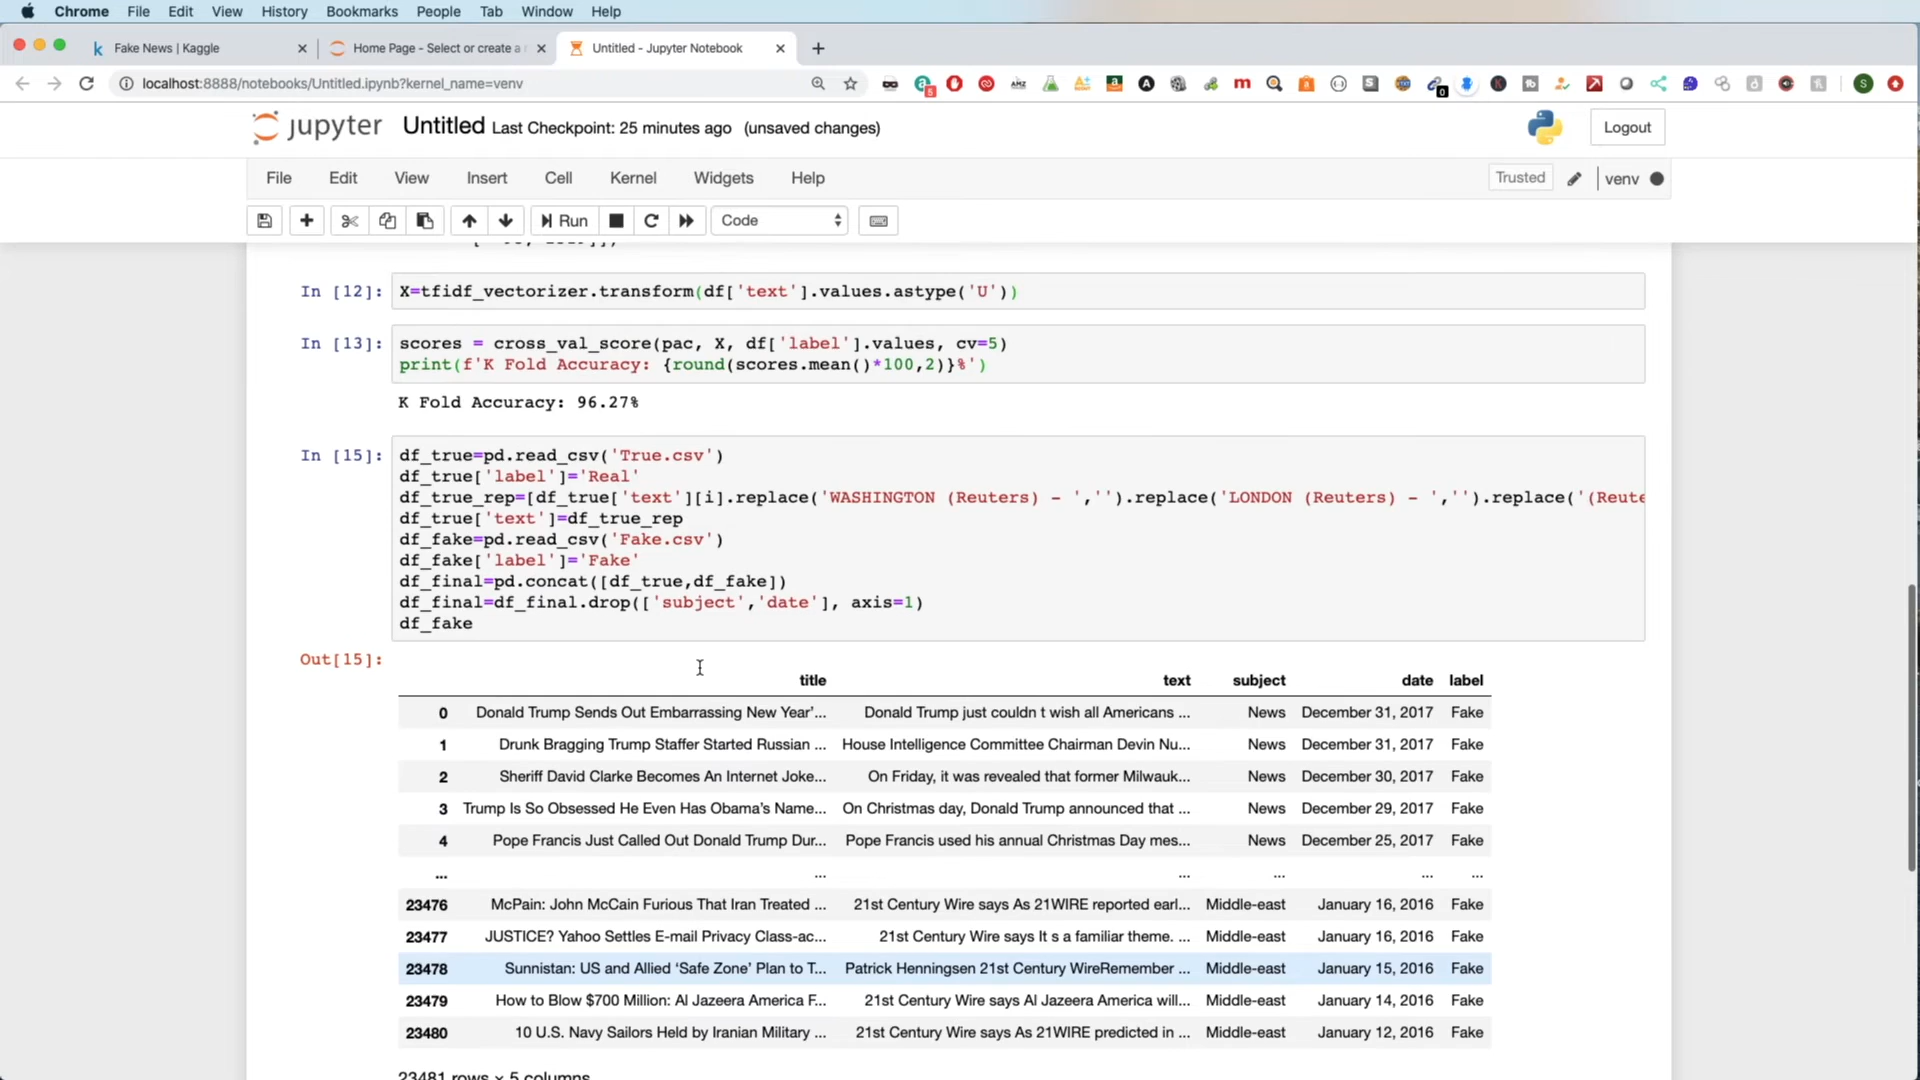 Chrome File Edit View History Bookmarks People Tab Window Help
Fake News | Kaggle
Home Page - Select or create a
Untitled - Jupyter Notebook
localhost:8888/notebooks/Untitled.ipynb?kernel_name=venv
jupyter Untitled Last Checkpoint: 25 minutes ago (unsaved changes)
Logout
File Edit View Insert Cell Kernel Widgets Help
Trusted
venv
Run
Code
In [12]: X=tfidf_vectorizer.transform(df['text'].values.astype('U'))
In [13]: scores = cross_val_score(pac, X, df['label'].values, cv=5)
print(f'K Fold Accuracy: {round(scores.mean()*100,2)}%')
K Fold Accuracy: 96.27%
In [15]: df_true=pd.read_csv('True.csv')
df_true['label']='Real'
df_true_rep=[df_true['text'][i].replace('WASHINGTON (Reuters) - ','').replace('LONDON (Reuters) - ','').replace('(Reute
df_true['text']=df_true_rep
df_fake=pd.read_csv('Fake.csv')
df_fake['label']='Fake'
df_final=pd.concat([df_true,df_fake])
df_final=df_final.drop(['subject','date'], axis=1)
df_fake
Out[15]:
title text subject date label
0 Donald Trump Sends Out Embarrassing New Year’... Donald Trump just couldn t wish all Americans ... News December 31, 2017 Fake
1 Drunk Bragging Trump Staffer Started Russian ... House Intelligence Committee Chairman Devin Nu... News December 31, 2017 Fake
2 Sheriff David Clarke Becomes An Internet Joke... On Friday, it was revealed that former Milwauk... News December 30, 2017 Fake
3 Trump Is So Obsessed He Even Has Obama’s Name... On Christmas day, Donald Trump announced that ... News December 29, 2017 Fake
4 Pope Francis Just Called Out Donald Trump Dur... Pope Francis used his annual Christmas Day mes... News December 25, 2017 Fake
... ... ... ... ... ...
23476 McPain: John McCain Furious That Iran Treated ... 21st Century Wire says As 21WIRE reported earl... Middle-east January 16, 2016 Fake
23477 JUSTICE? Yahoo Settles E-mail Privacy Class-ac... 21st Century Wire says It s a familiar theme. ... Middle-east January 16, 2016 Fake
23478 Sunnistan: US and Allied ‘Safe Zone’ Plan to T... Patrick Henningsen 21st Century WireRemember ... Middle-east January 15, 2016 Fake
23479 How to Blow $700 Million: Al Jazeera America F... 21st Century Wire says Al Jazeera America will... Middle-east January 14, 2016 Fake
23480 10 U.S. Navy Sailors Held by Iranian Military ... 21st Century Wire says As 21WIRE predicted in ... Middle-east January 12, 2016 Fake
23481 rows × 5 columns